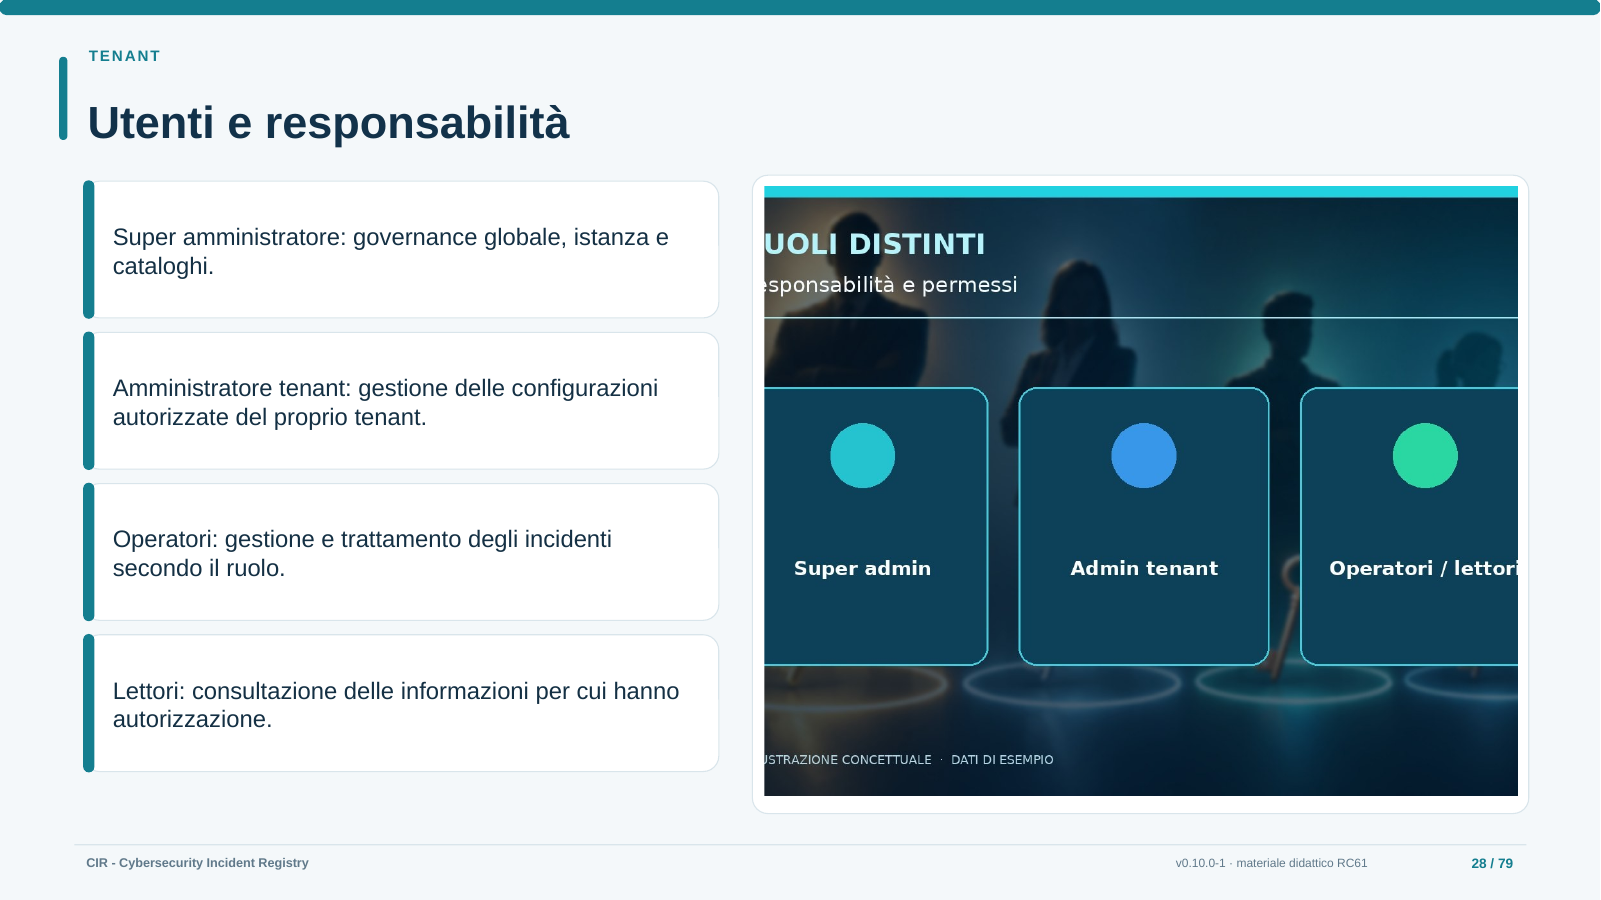 TENANT
Utenti e responsabilità
Super amministratore: governance globale, istanza e
cataloghi.
Amministratore tenant: gestione delle configurazioni
autorizzate del proprio tenant.
Operatori: gestione e trattamento degli incidenti
secondo il ruolo.
Lettori: consultazione delle informazioni per cui hanno
autorizzazione.
UOLI DISTINTI
esponsabilità e permessi
Super admin
Admin tenant
Operatori / lettori
USTRAZIONE CONCETTUALE · DATI DI ESEMPIO
CIR - Cybersecurity Incident Registry
v0.10.0-1 · materiale didattico RC61
28 / 79